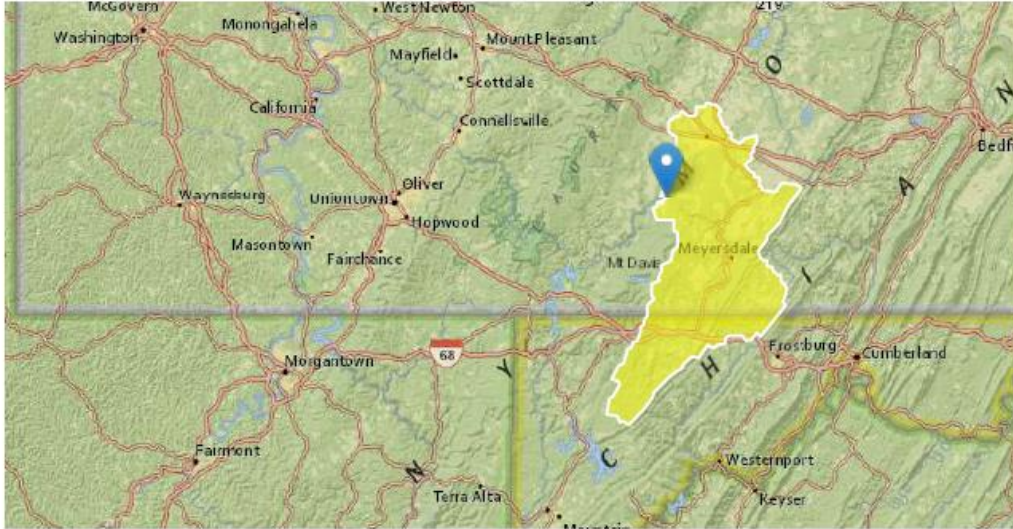 McGovern
West Newton
219
Monongahela
Washington
Mount Pleasant
Mayfield
O
Scottdale
N
California
Connellsville
Bedf
Oliver
Waynesburg
Uniontown
A
Hopwood
Masontown
Meyersdale
Fairchance
Mt Davis
I
Frostburg
Cumberland
68
Morgantown
Y
H
Fairmont
C
Westernport
N
Terra Alta
Keyser
Mountain